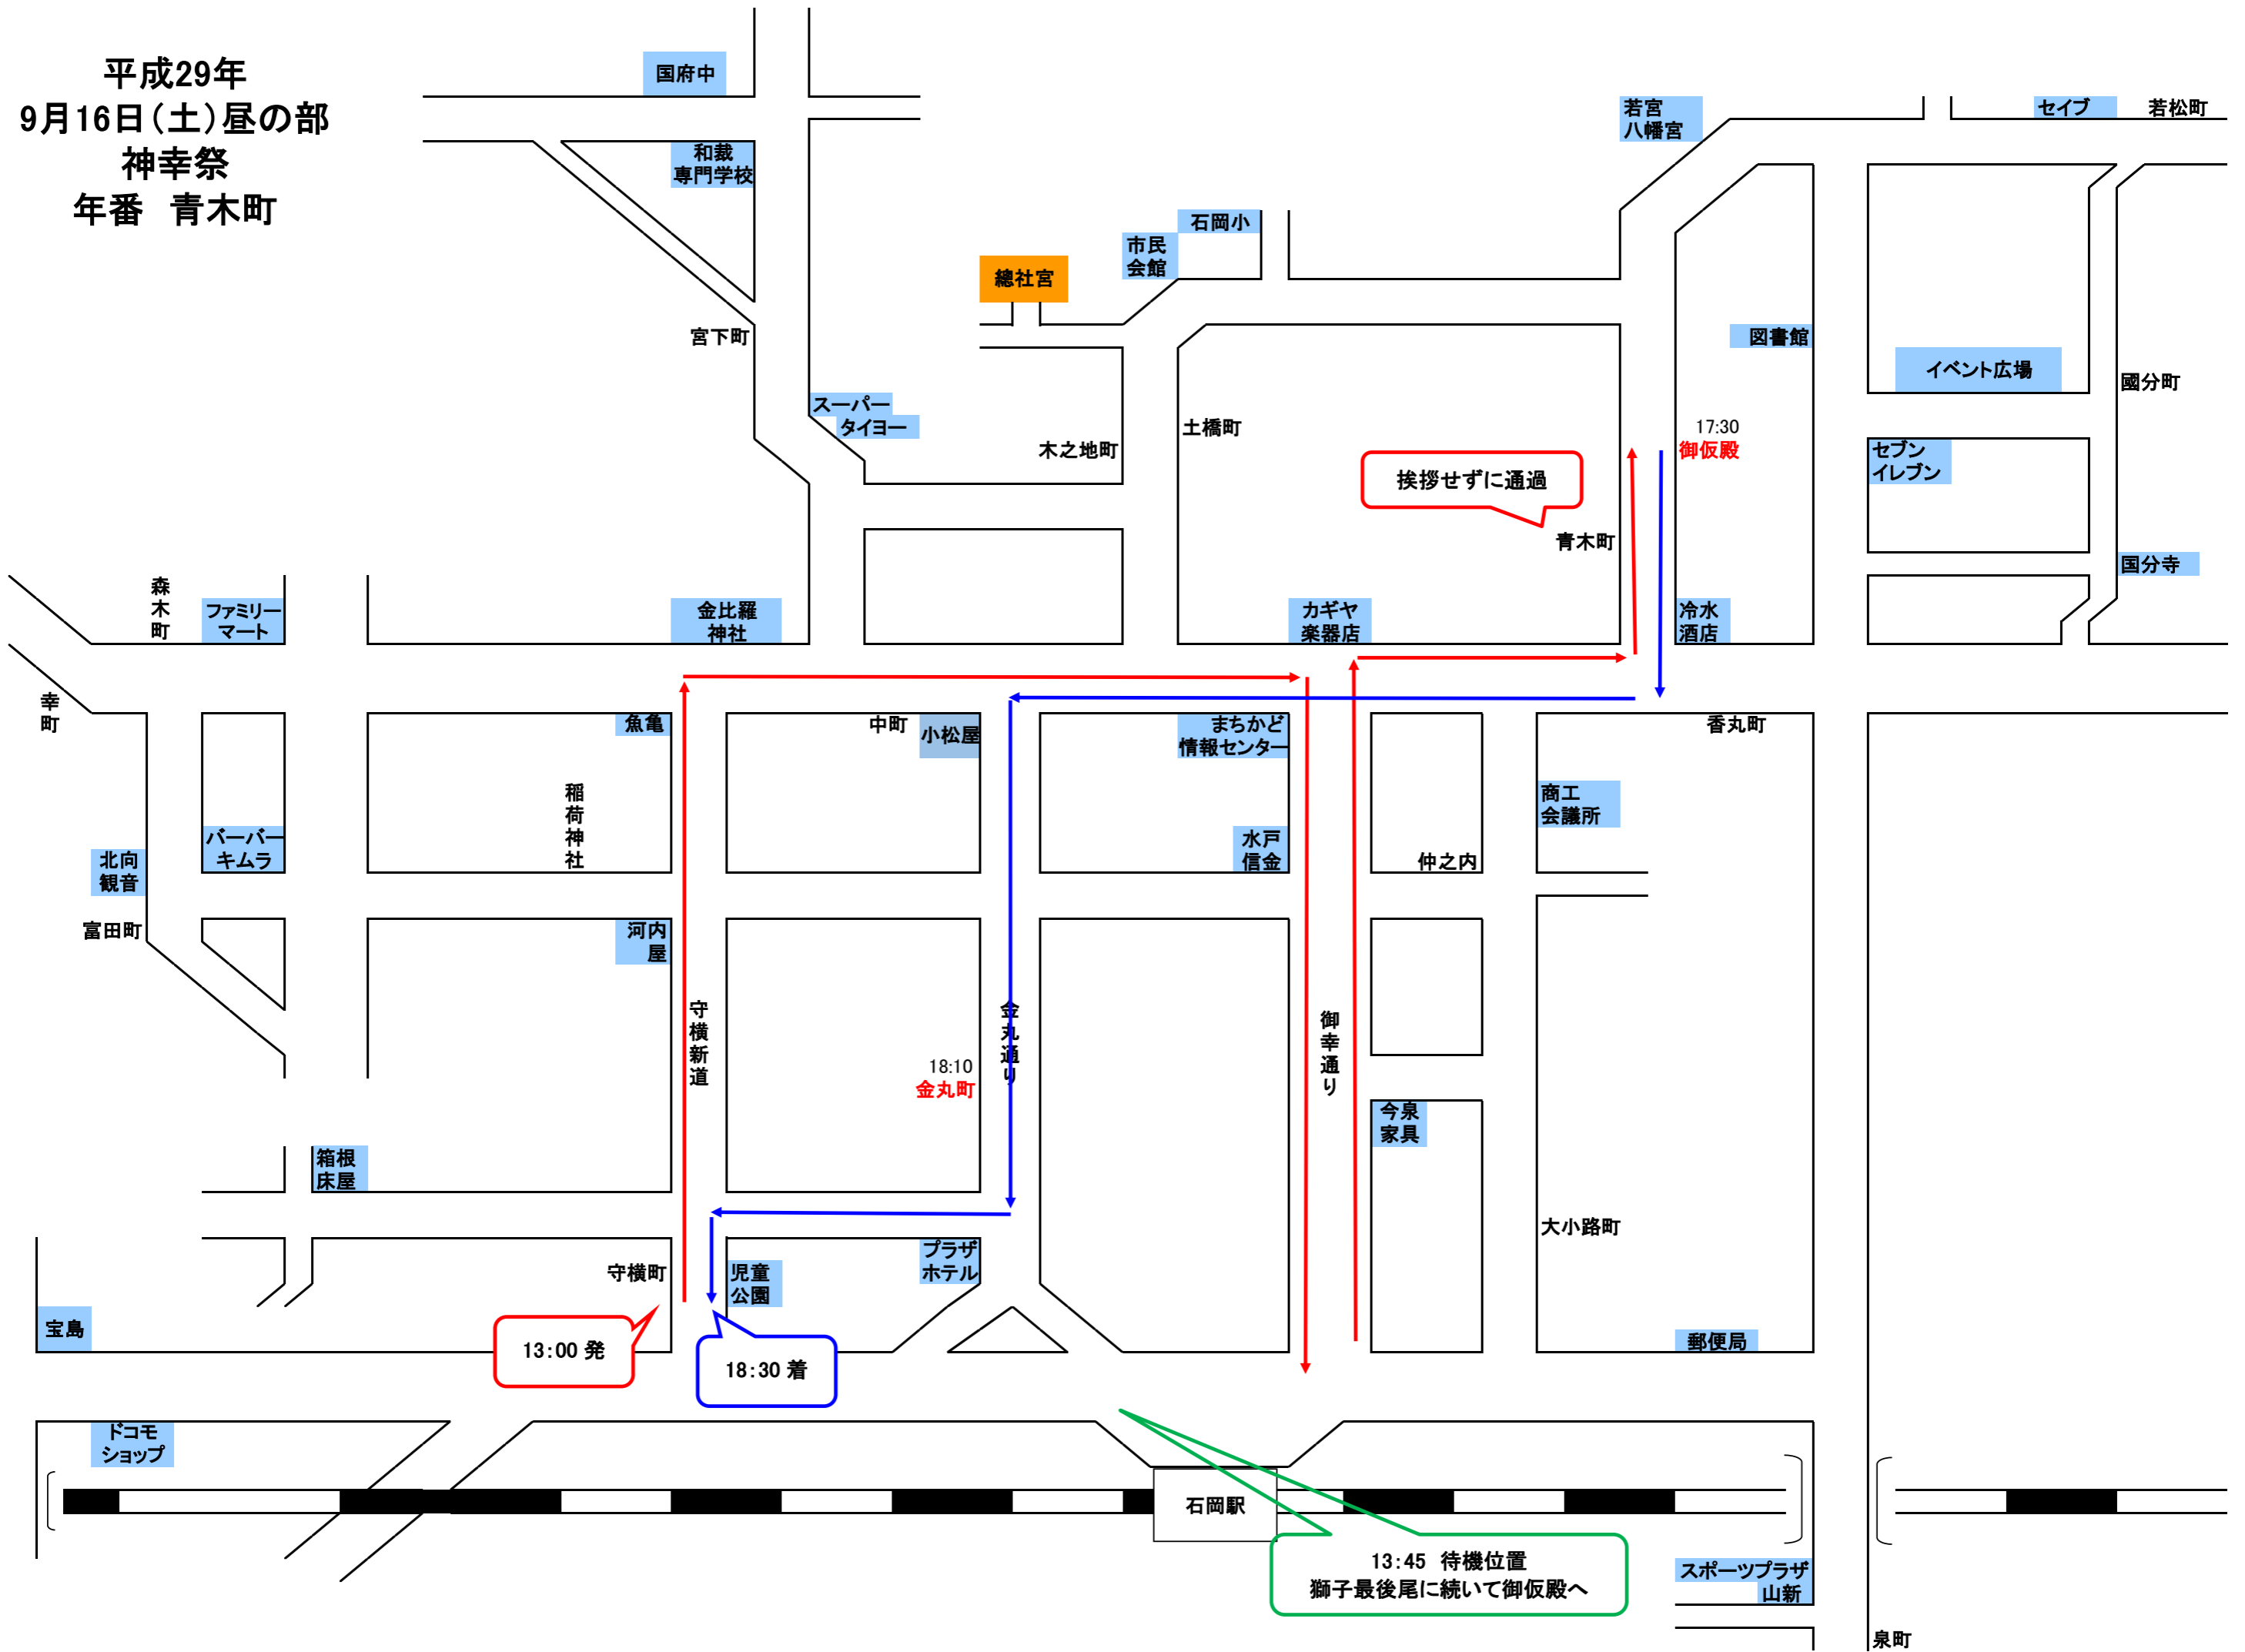 平成29年
9月16日（土）昼の部
神幸祭
年番　青木町
国府中
和裁
専門学校
若宮
八幡宮
セイブ
若松町
石岡小
市民
会館
總社宮
宮下町
図書館
イベント広場
國分町
スーパー
タイヨー
木之地町
土橋町
17:30
御仮殿
挨拶せずに通過
セブン
イレブン
青木町
国分寺
森木町
ファミリー
マート
金比羅
神社
カギヤ
楽器店
冷水
酒店
幸町
魚亀
中町
小松屋
まちかど
情報センター
香丸町
稲荷神社
商工
会議所
バーバー
キムラ
水戸
信金
仲之内
北向
観音
富田町
河内
屋
守横新道
金丸通り
御幸通り
18:10
金丸町
今泉
家具
箱根
床屋
大小路町
守横町
児童
公園
プラザ
ホテル
宝島
13:00 発
18:30 着
郵便局
ドコモ
ショップ
石岡駅
13:45 待機位置
獅子最後尾に続いて御仮殿へ
スポーツプラザ
山新
泉町